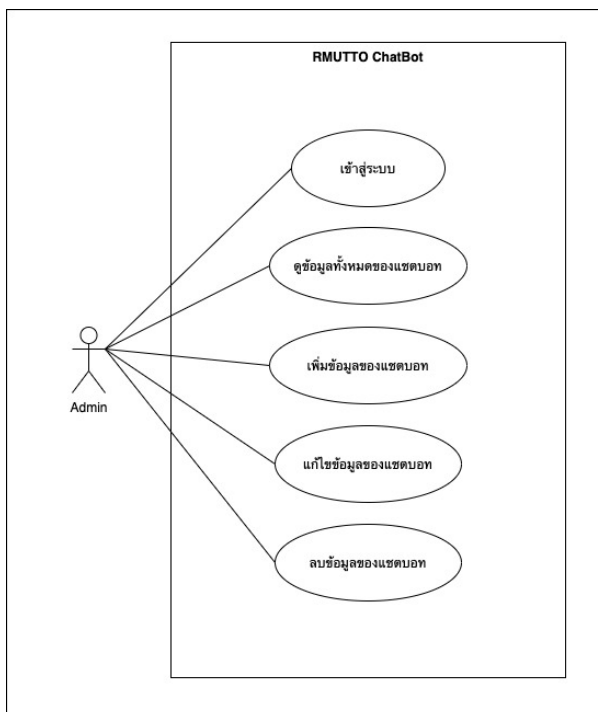 RMUTTO ChatBot
เข้าสู่ระบบ
ดูข้อมูลทั้งหมดของแชตบอท
เพิ่มข้อมูลของแชตบอท
Admin
แก้ไขข้อมูลของแชตบอท
ลบข้อมูลของแชตบอท